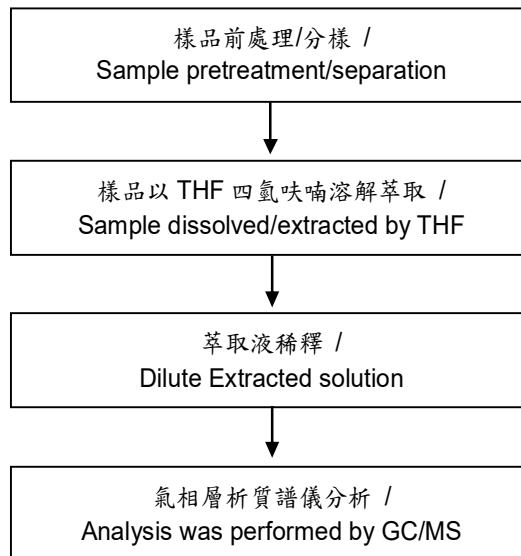 樣品前處理/分樣 /
Sample pretreatment/separation
樣品以 THF 四氫呋喃溶解萃取 /
Sample dissolved/extracted by THF
萃取液稀釋 /
Dilute Extracted solution
氣相層析質譜儀分析 /
Analysis was performed by GC/MS